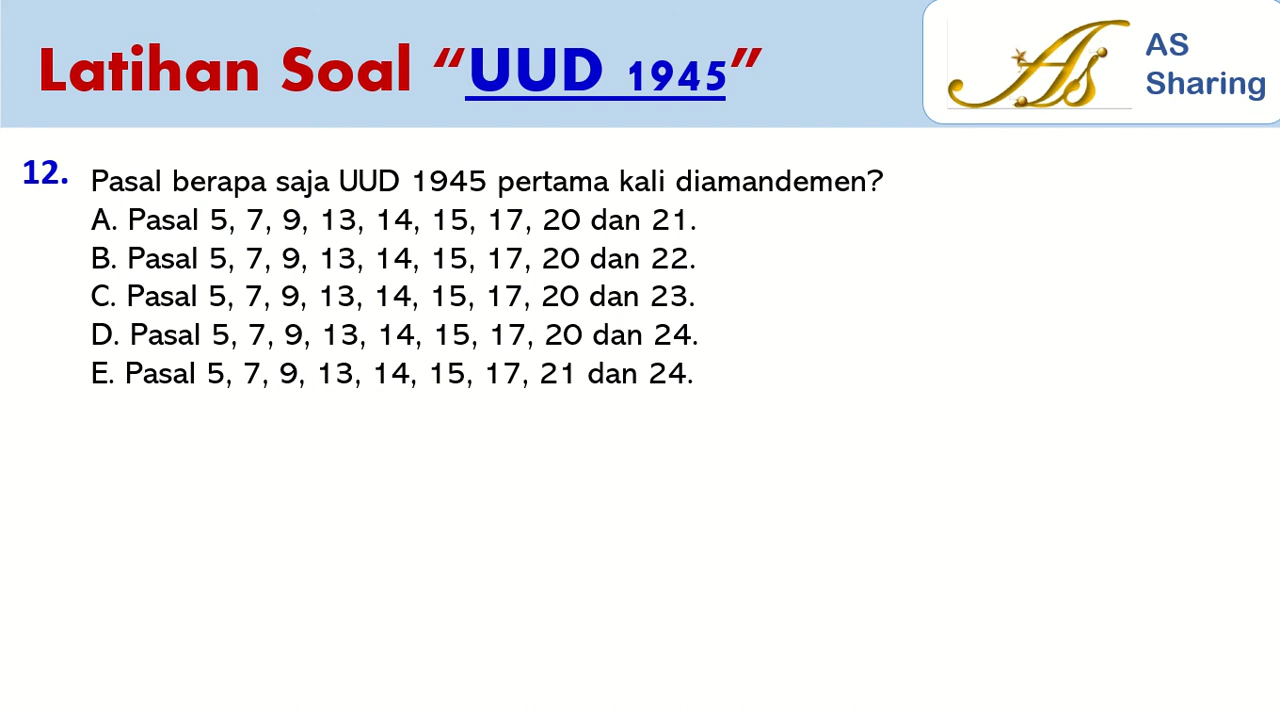 Latihan Soal “UUD 1945”
AS
Sharing
12. Pasal berapa saja UUD 1945 pertama kali diamandemen?
A. Pasal 5, 7, 9, 13, 14, 15, 17, 20 dan 21.
B. Pasal 5, 7, 9, 13, 14, 15, 17, 20 dan 22.
C. Pasal 5, 7, 9, 13, 14, 15, 17, 20 dan 23.
D. Pasal 5, 7, 9, 13, 14, 15, 17, 20 dan 24.
E. Pasal 5, 7, 9, 13, 14, 15, 17, 21 dan 24.